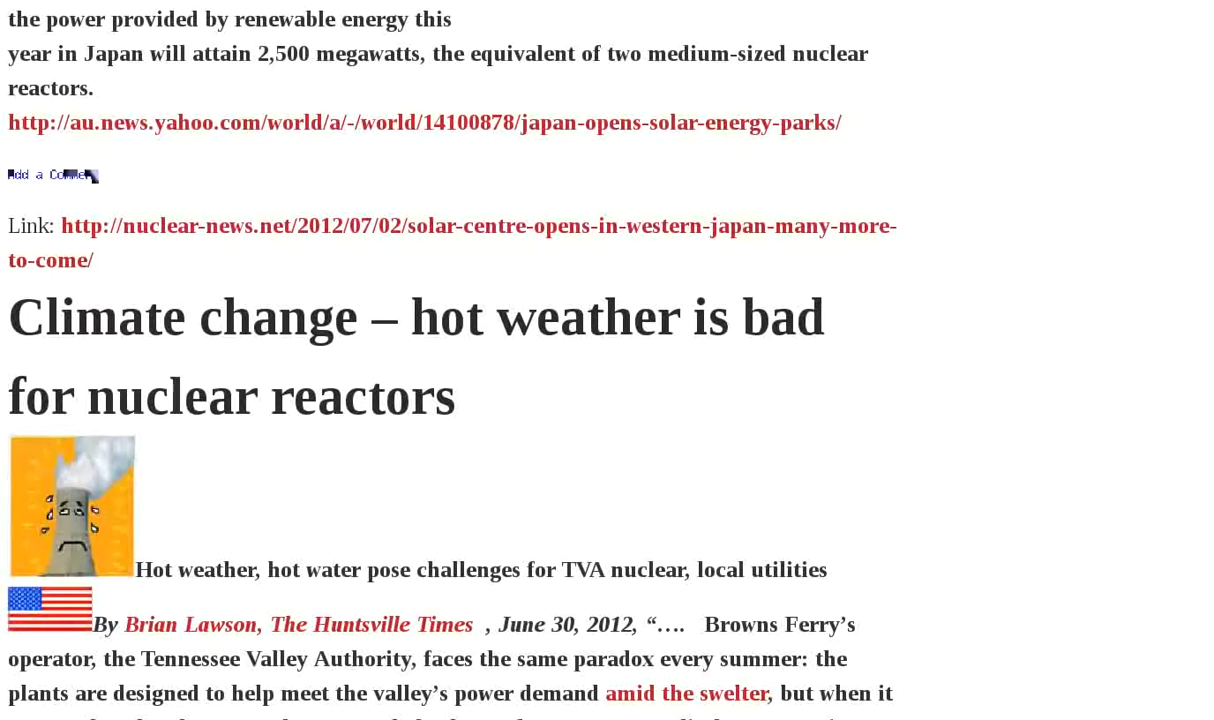 the power provided by renewable energy this
year in Japan will attain 2,500 megawatts, the equivalent of two medium-sized nuclear
reactors.
http://au.news.yahoo.com/world/a/-/world/14100878/japan-opens-solar-energy-parks/
Add a
Link: http://nuclear-news.net/2012/07/02/solar-centre-opens-in-western-japan-many-more-
to-come/
Climate change – hot weather is bad
for nuclear reactors
Hot weather, hot water pose challenges for TVA nuclear, local utilities
By Brian Lawson, The Huntsville Times , June 30, 2012, “…. Browns Ferry’s
operator, the Tennessee Valley Authority, faces the same paradox every summer: the
plants are designed to help meet the valley’s power demand amid the swelter, but when it